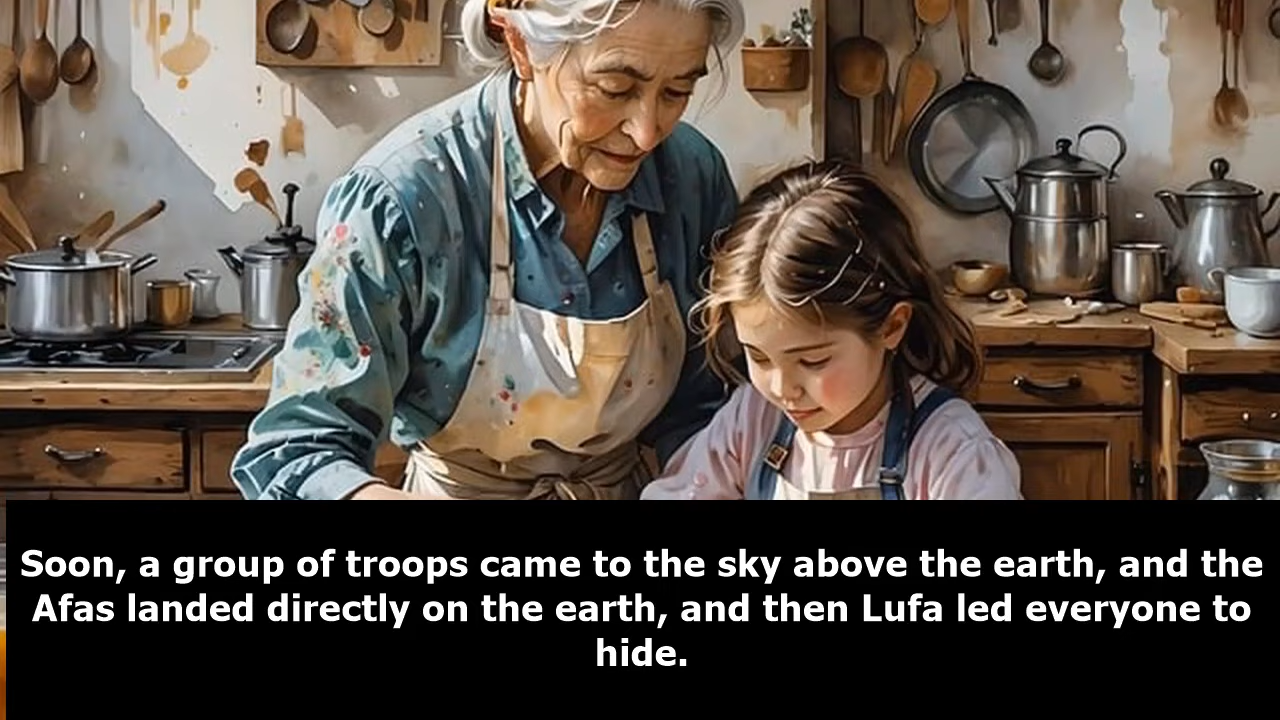 Soon, a group of troops came to the sky above the earth, and the
Afas landed directly on the earth, and then Lufa led everyone to
hide.